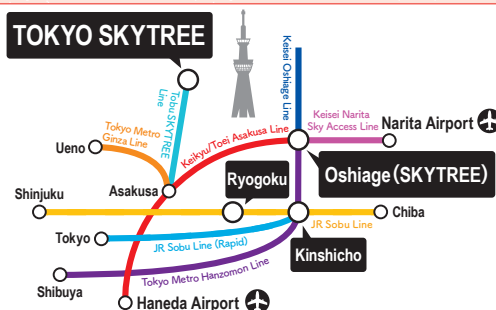 TOKYO SKYTREE
Tobu SKYTREE
Line
Keisei Oshiage Line
Tokyo Metro
Ginza Line
Ueno
Keikyu/Toei Asakusa Line
Keisei Narita
Sky Access Line
Narita Airport
Oshiage (SKYTREE)
Asakusa
Ryogoku
Shinjuku
Chiba
JR Sobu Line
Tokyo
JR Sobu Line (Rapid)
Kinshicho
Tokyo Metro Hanzomon Line
Shibuya
Haneda Airport